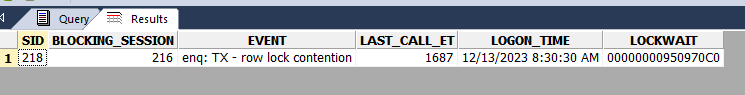 Query Results
SID BLOCKING_SESSION EVENT LAST_CALL_ET LOGON_TIME LOCKWAIT
1 218 216 enq: TX - row lock contention 1687 12/13/2023 8:30:30 AM 00000000950970C0